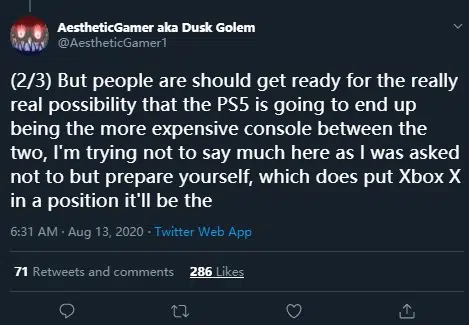 AestheticGamer aka Dusk Golem
@AestheticGamer1
(2/3) But people are should get ready for the really
real possibility that the PS5 is going to end up
being the more expensive console between the
two, I'm trying not to say much here as I was asked
not to but prepare yourself, which does put Xbox X
in a position it'll be the
6:31 AM · Aug 13, 2020 · Twitter Web App
71 Retweets and comments 286 Likes